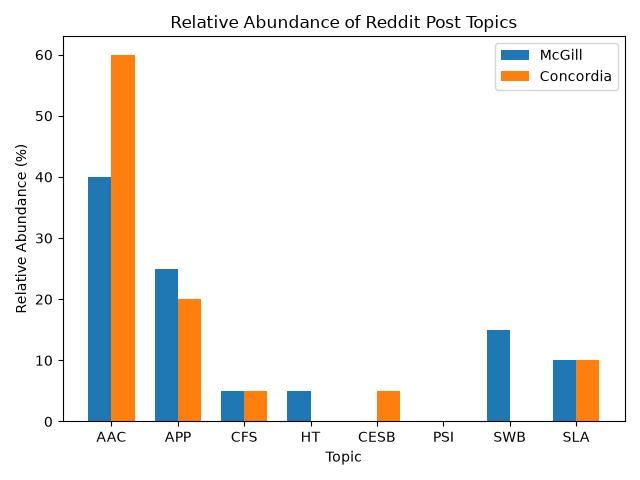 Relative Abundance of Reddit Post Topics
McGill
Concordia
60
50
40
30
20
10
0
Relative Abundance (%)
AAC APP CFS HT CESB PSI SWB SLA
Topic